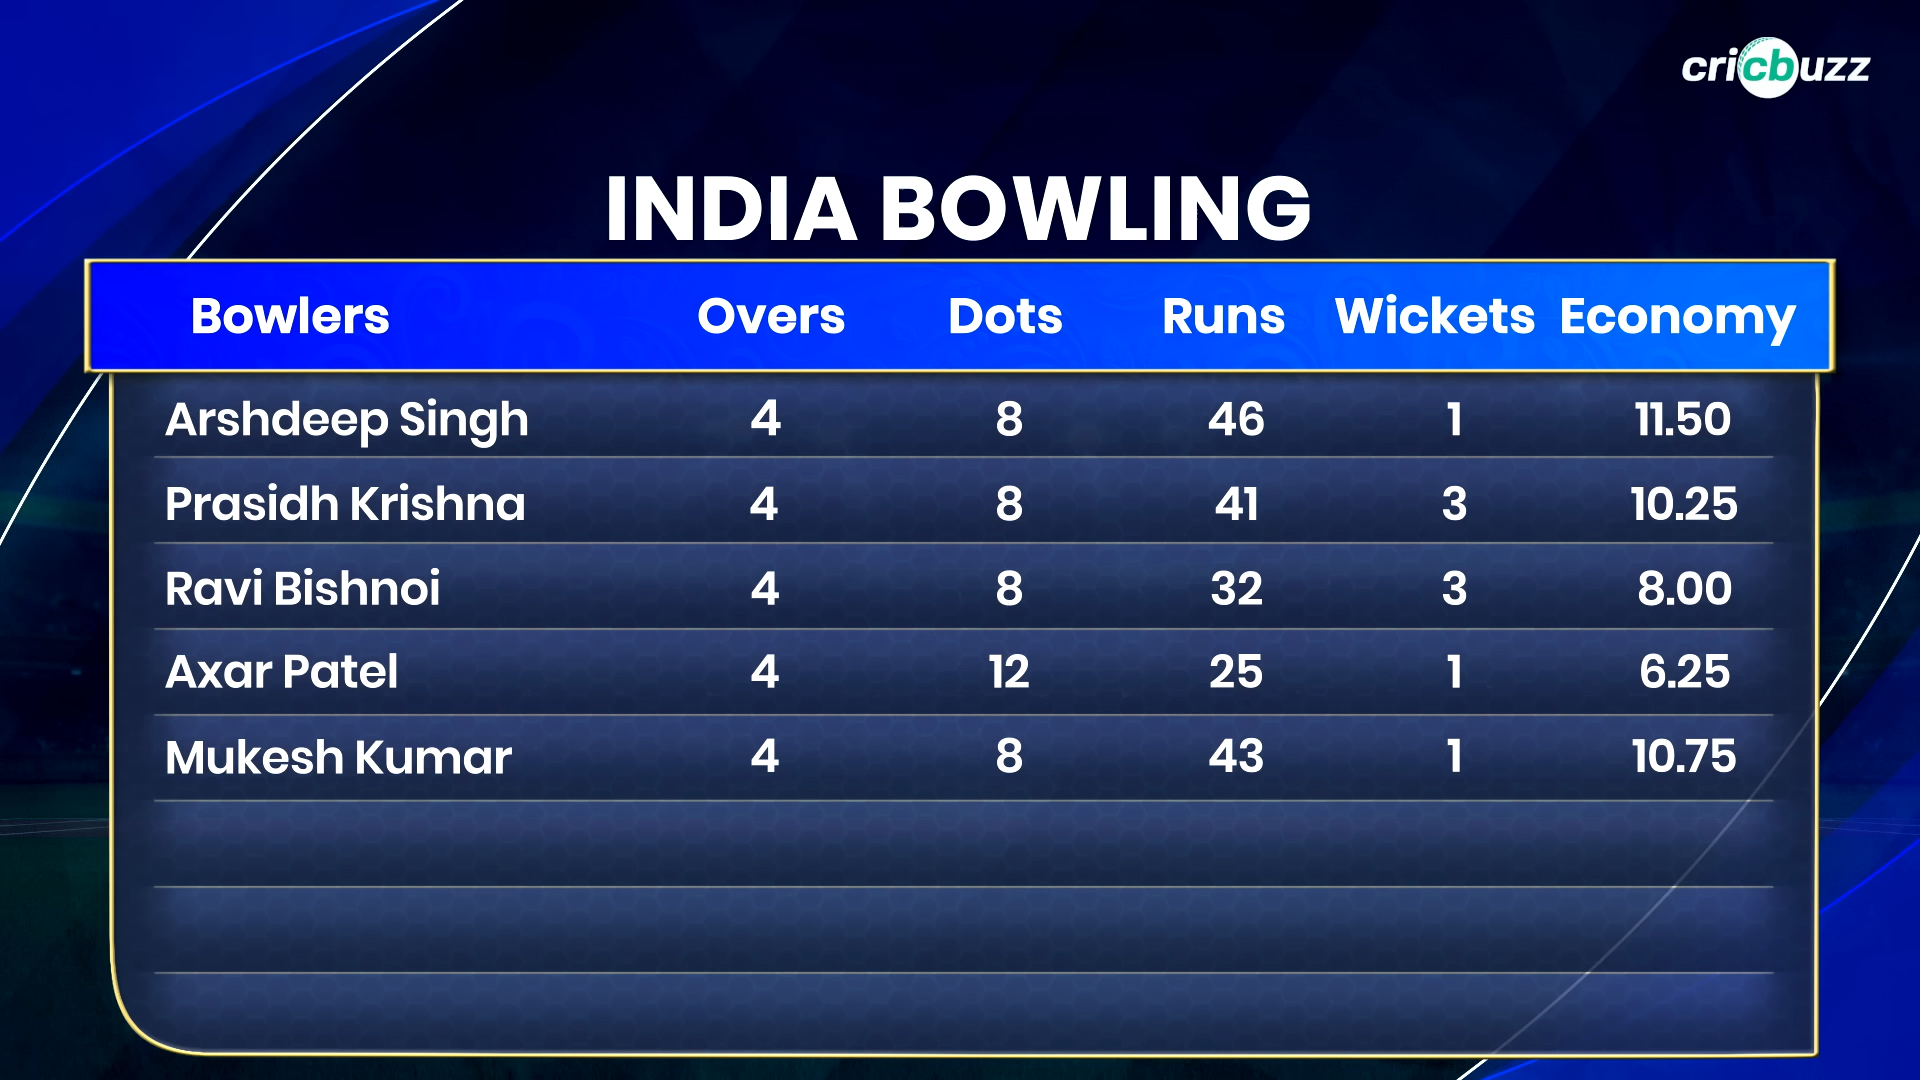 cricbuzz
INDIA BOWLING
Bowlers Overs Dots Runs Wickets Economy
Arshdeep Singh 4 8 46 1 11.50
Prasidh Krishna 4 8 41 3 10.25
Ravi Bishnoi 4 8 32 3 8.00
Axar Patel 4 12 25 1 6.25
Mukesh Kumar 4 8 43 1 10.75